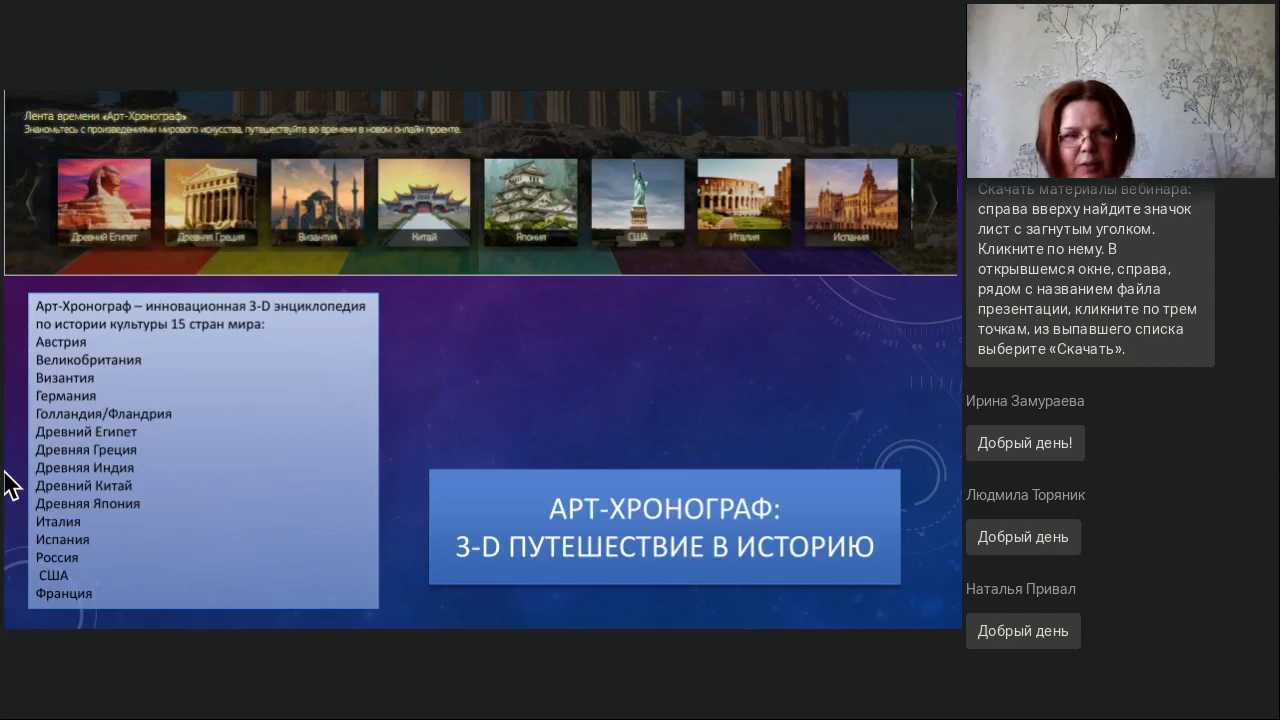 Лента времени «Арт-Хронограф»
Знакомьтесь с произведениями мирового искусства, путешествуйте во времени в новом онлайн проекте.
Древний Египет
Древняя Греция
Византия
Китай
Япония
США
Италия
Испания
Арт-Хронограф – инновационная 3-D энциклопедия
по истории культуры 15 стран мира:
Австрия
Великобритания
Византия
Германия
Голландия/Фландрия
Древний Египет
Древняя Греция
Древняя Индия
Древний Китай
Древняя Япония
Италия
Испания
Россия
США
Франция
АРТ-ХРОНОГРАФ:
3-D ПУТЕШЕСТВИЕ В ИСТОРИЮ
Скачать материалы вебинара:
справа вверху найдите значок
лист с загнутым уголком.
Кликните по нему. В
открывшемся окне, справа,
рядом с названием файла
презентации, кликните по трем
точкам, из выпавшего списка
выберите «Скачать».
Ирина Замураева
Добрый день!
Людмила Торяник
Добрый день
Наталья Привал
Добрый день